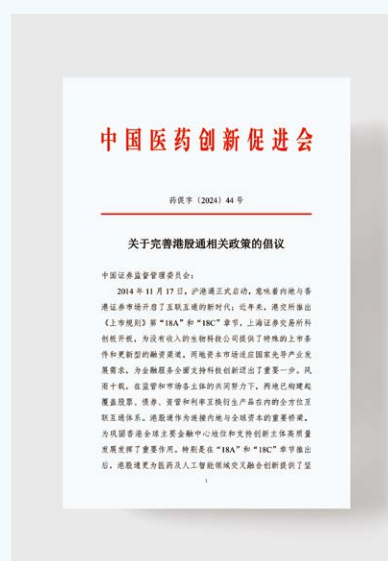 中国医药创新促进会
药促字〔2024〕44 号
关于完善港股通相关政策的倡议
中国证券监督管理委员会:
2014 年 11 月 17 日,沪港通正式启动,意味着内地与香
港证券市场开启了互联互通的新时代;近年来,港交所推出
《上市规则》第“18A”和“18C”章节,上海证券交易所科
创板开板,为没有收入的生物科技公司提供了特殊的上市条
件和更新型的融资渠道,两地资本市场适应国家先导产业发
展需求,为金融服务全面支持科技创新迈出了重要一步。风
雨十载,在监管和市场各主体的共同努力下,两地已构建起
覆盖股票、债券、资管和利率互换衍生产品在内的全方位互
联互通体系。港股通作为连接内地与全球资本的重要桥梁,
为巩固香港全球主要金融中心地位和支持创新主体高质量
发展发挥了重要作用。特别是在“18A”和“18C”章节推出
后,港股通更为医药及人工智能领域交叉融合创新提供了坚
1